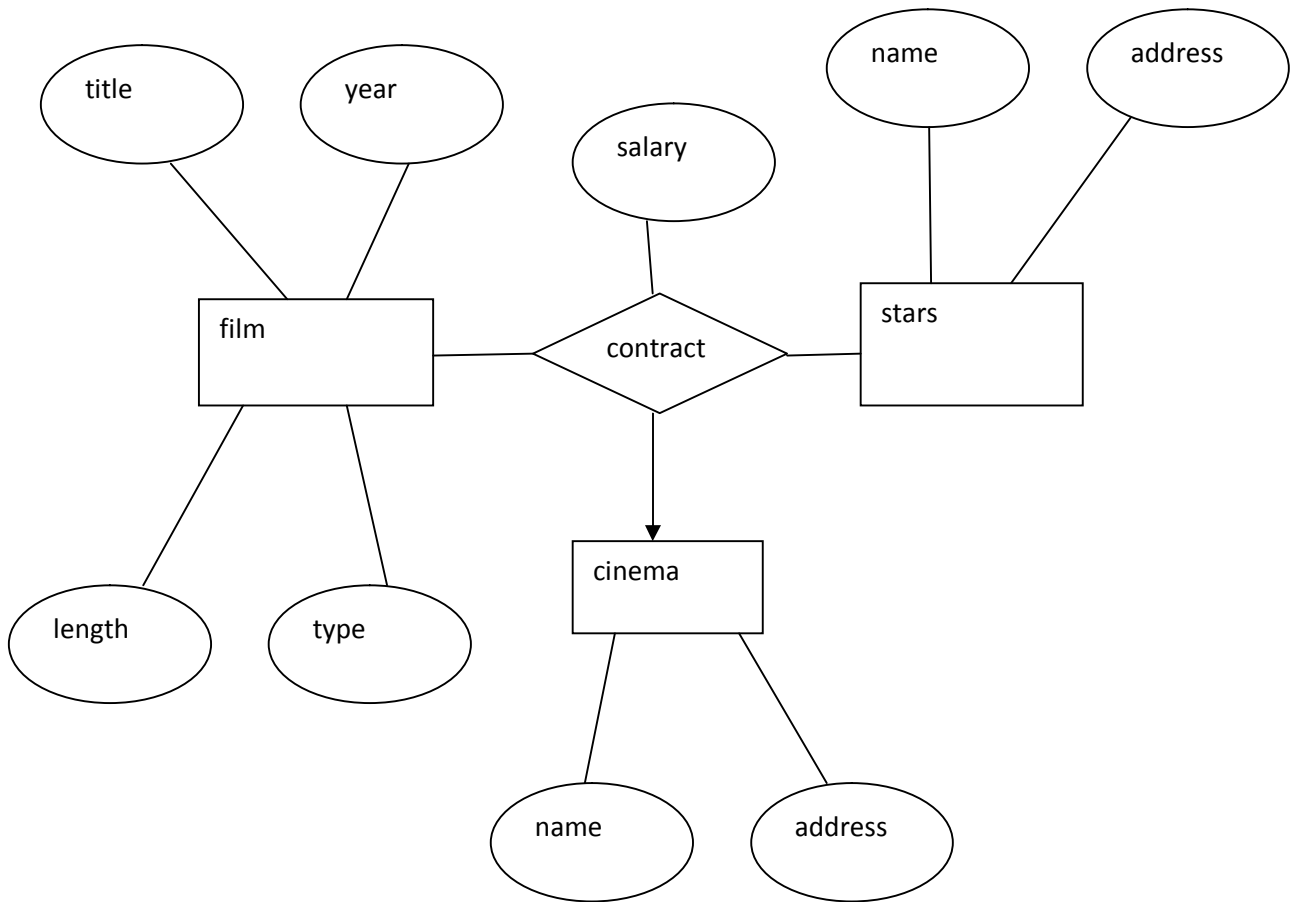 name
address
title
year
salary
film
stars
contract
cinema
length
type
name
address